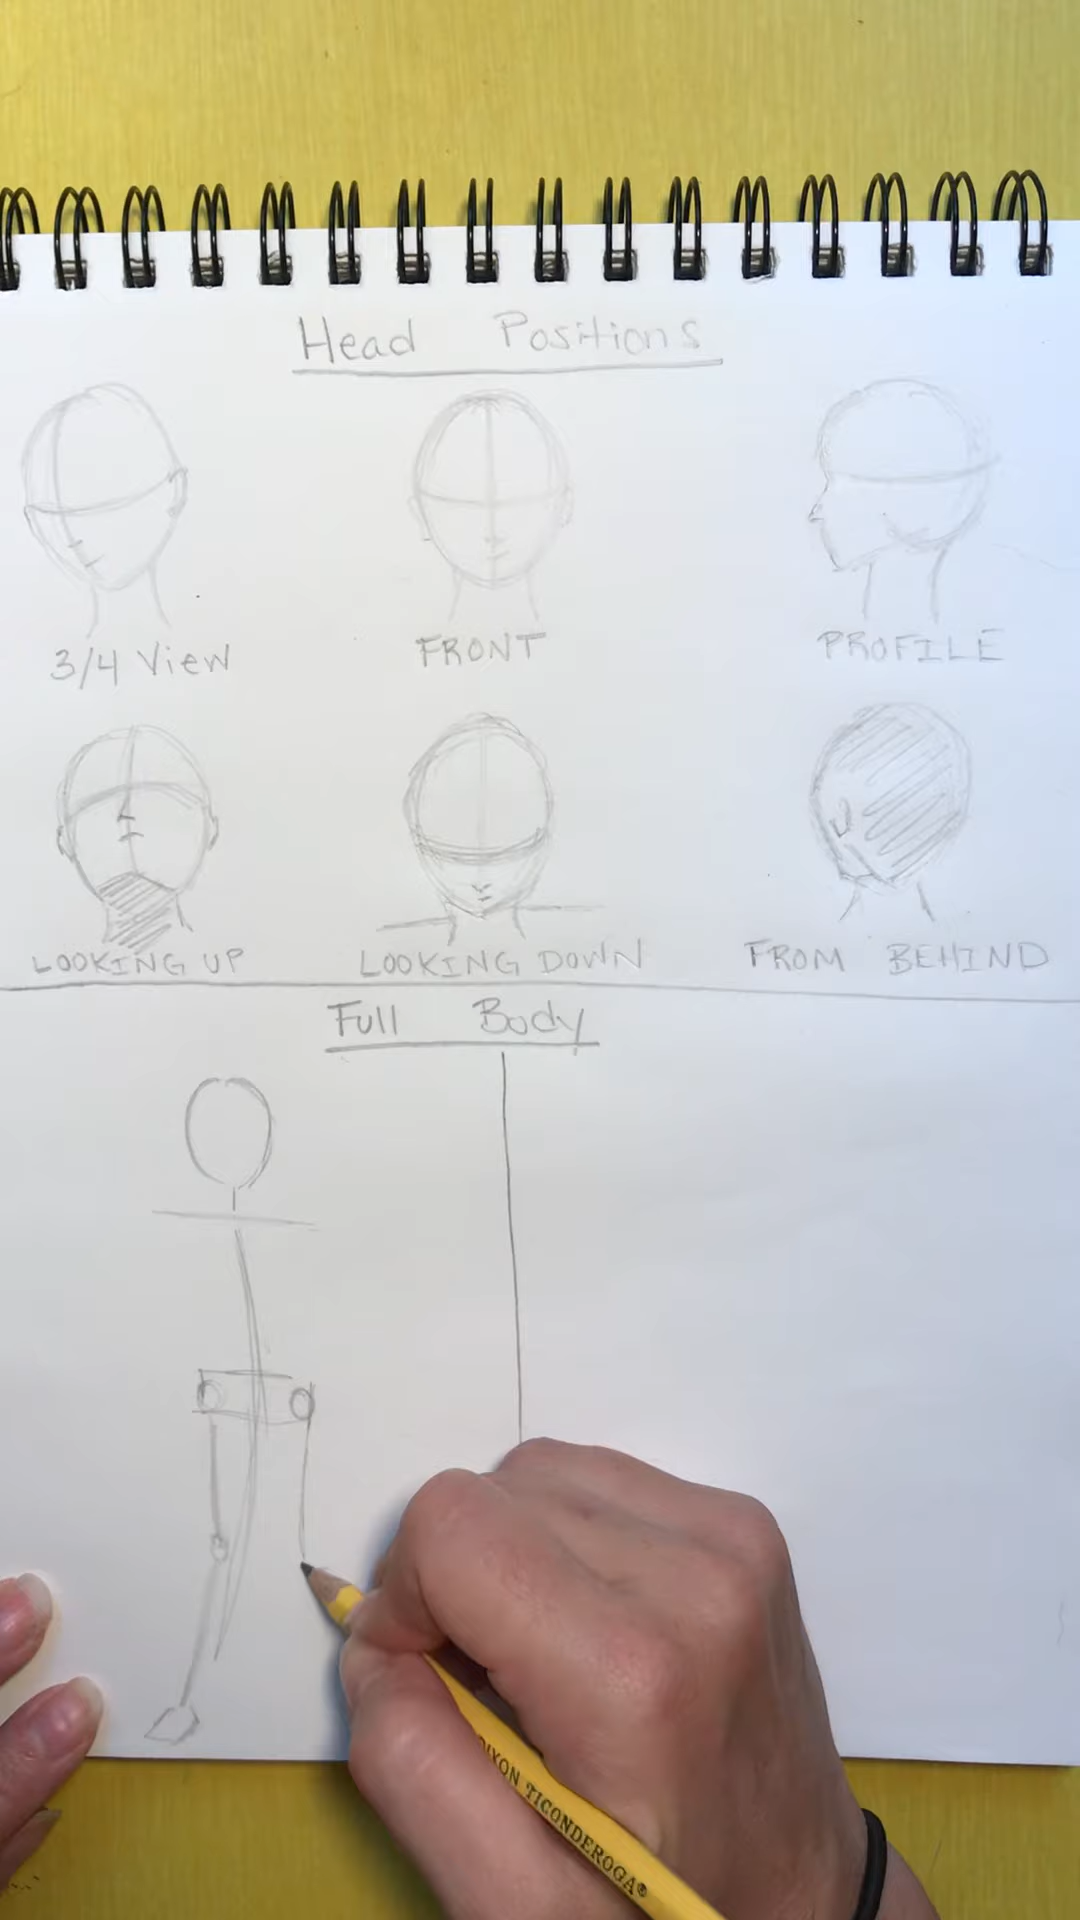 Head Positions
3/4 View
FRONT
PROFILE
LOOKING UP
LOOKING DOWN
FROM BEHIND
Full Body
DIXON TICONDEROGA®